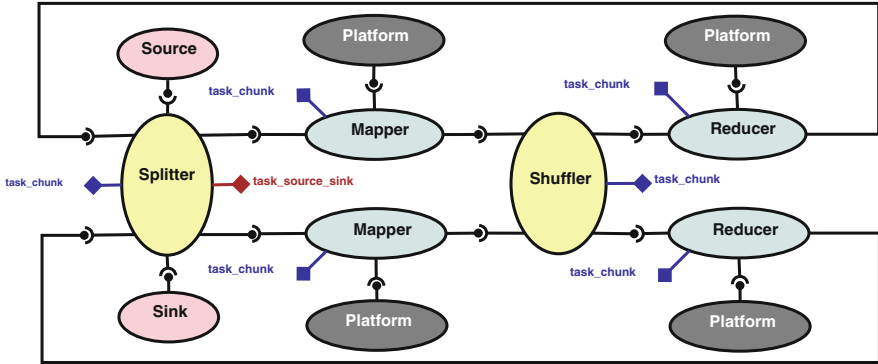 Platform
Platform
Source
task_chunk
task_chunk
Mapper
Reducer
Splitter
Shuffler
task_chunk
task_source_sink
task_chunk
Mapper
Reducer
task_chunk
task_chunk
Sink
Platform
Platform